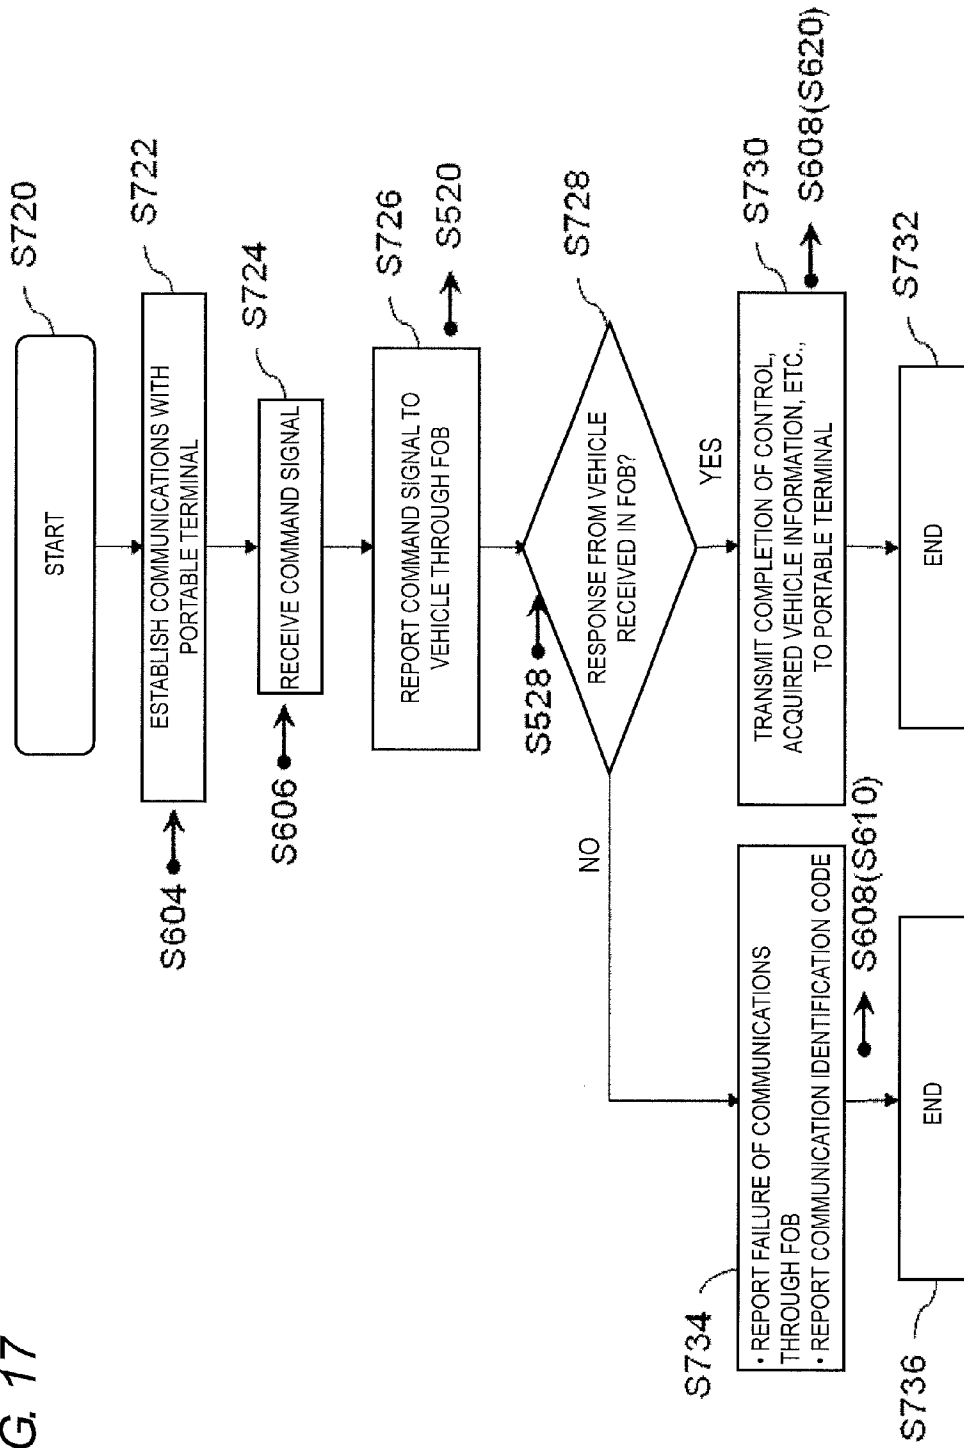 G. 17
START
S720
ESTABLISH COMMUNICATIONS WITH
PORTABLE TERMINAL
S722
S604
RECEIVE COMMAND SIGNAL
S724
S606
REPORT COMMAND SIGNAL TO
VEHICLE THROUGH FOB
S726
S520
S528
RESPONSE FROM VEHICLE
RECEIVED IN FOB?
S728
NO
YES
TRANSMIT COMPLETION OF CONTROL,
ACQUIRED VEHICLE INFORMATION, ETC.,
TO PORTABLE TERMINAL
S730
S608(S620)
END
S732
S734
• REPORT FAILURE OF COMMUNICATIONS
THROUGH FOB
• REPORT COMMUNICATION IDENTIFICATION CODE
S608(S610)
END
S736